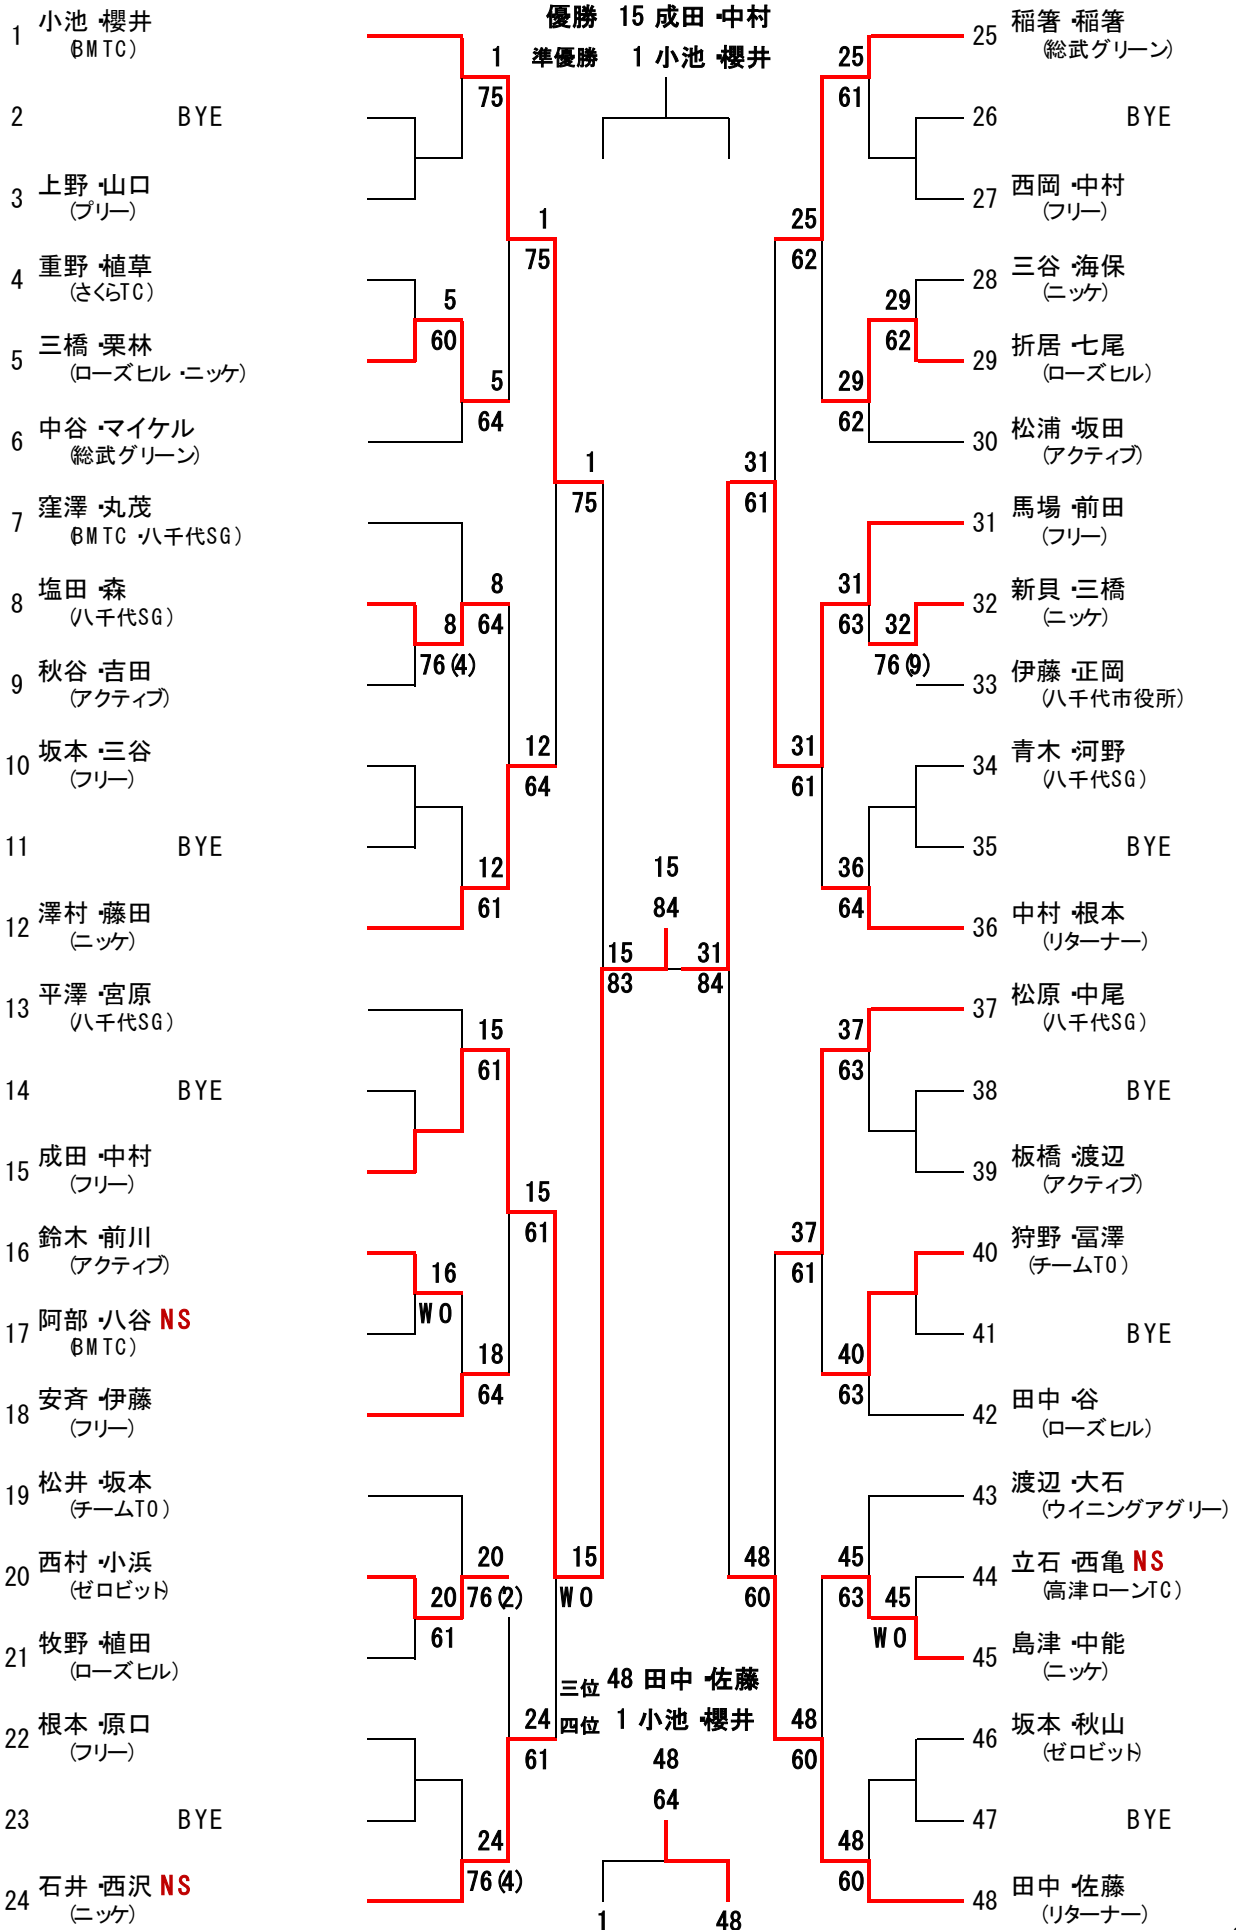 優勝 15 成田・中村
準優勝 1 小池・櫻井
1 小池・櫻井
(BMTC)
2 BYE
3 上野・山口
(フリー)
4 重野・植草
(さくらTC)
5 三橋・栗林
(ローズヒル・ニッケ)
6 中谷・マイケル
(総武グリーン)
7 窪澤・丸茂
(BMTC・八千代SG)
8 塩田・森
(八千代SG)
9 秋谷・吉田
(アクティブ)
10 坂本・三谷
(フリー)
11 BYE
12 澤村・藤田
(ニッケ)
13 平澤・宮原
(八千代SG)
14 BYE
15 成田・中村
(フリー)
16 鈴木・前川
(アクティブ)
17 阿部・八谷 NS
(BMTC)
18 安斉・伊藤
(フリー)
19 松井・坂本
(チームTO)
20 西村・小浜
(ゼロビット)
21 牧野・植田
(ローズヒル)
22 根本・原口
(フリー)
23 BYE
24 石井・西沢 NS
(ニッケ)
5
60
8
76(4)
16
WO
20
61
1
75
5
64
8
64
12
61
15
61
18
64
20
76(2)
24
76(4)
1
75
12
64
15
61
24
61
1
75
15
WO
15
83
15
84
31
84
31
61
48
60
25
62
31
61
37
61
48
60
25
61
29
62
31
63
36
64
37
63
40
63
45
63
48
60
29
62
32
76(9)
45
WO
25 稲箸・稲箸
(総武グリーン)
26 BYE
27 西岡・中村
(フリー)
28 三谷・海保
(ニッケ)
29 折居・七尾
(ローズヒル)
30 松浦・坂田
(アクティブ)
31 馬場・前田
(フリー)
32 新貝・三橋
(ニッケ)
33 伊藤・正岡
(八千代市役所)
34 青木・河野
(八千代SG)
35 BYE
36 中村・根本
(リターナー)
37 松原・中尾
(八千代SG)
38 BYE
39 板橋・渡辺
(アクティブ)
40 狩野・冨澤
(チームTO)
41 BYE
42 田中・谷
(ローズヒル)
43 渡辺・大石
(ウイニングアグリー)
44 立石・西亀 NS
(高津ローンTC)
45 島津・中能
(ニッケ)
46 坂本・秋山
(ゼロビット)
47 BYE
48 田中・佐藤
(リターナー)
三位 48 田中・佐藤
四位 1 小池・櫻井
48
64
1 48